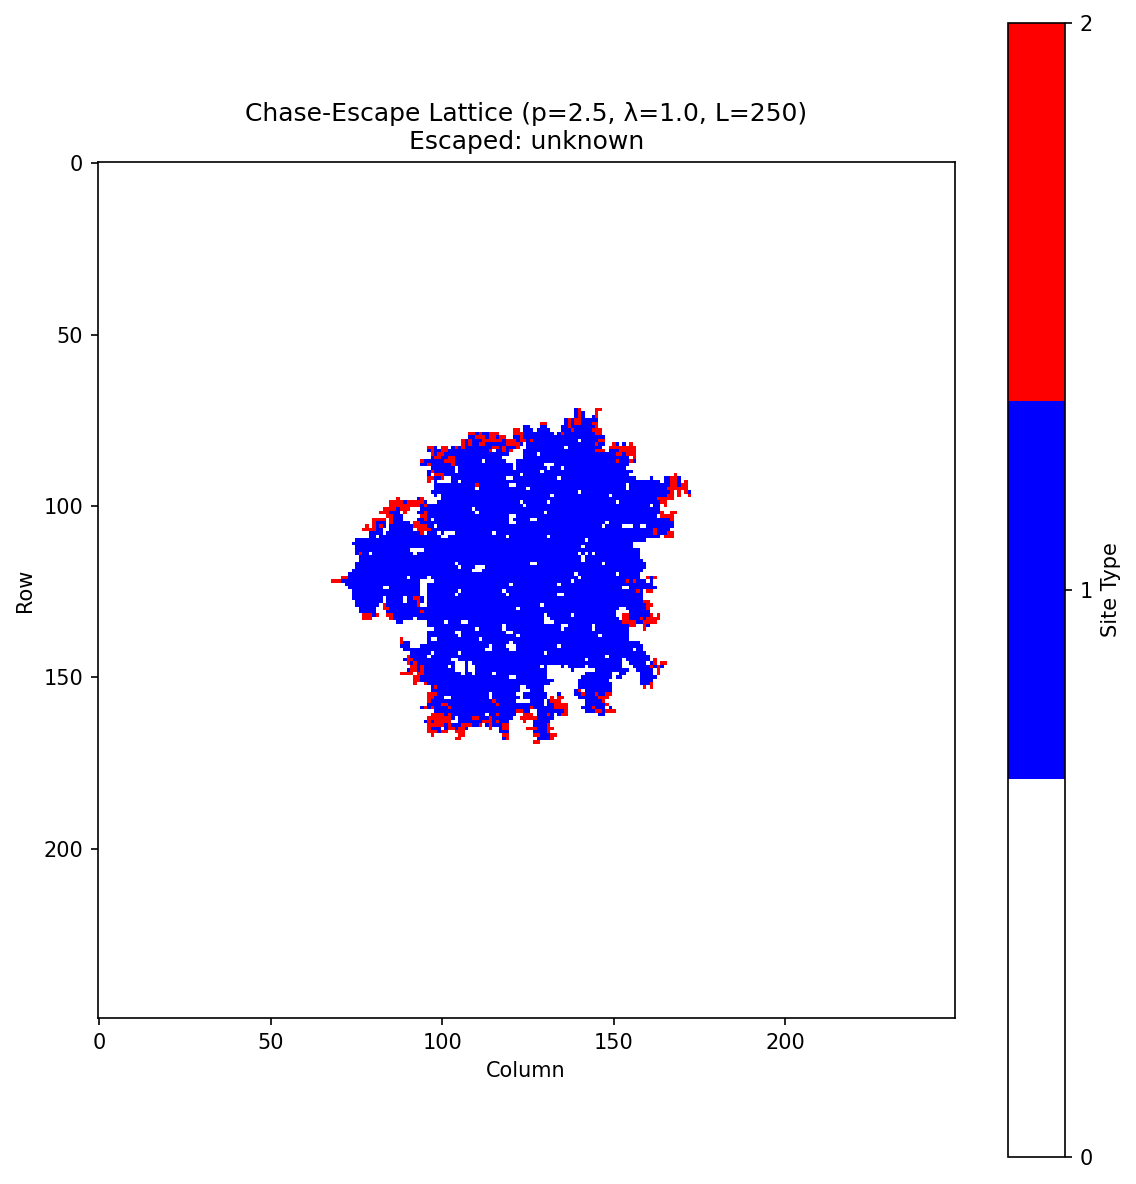 Chase-Escape Lattice (p=2.5, λ=1.0, L=250)
Escaped: unknown
0
50
100
150
200
Row
0
50
100
150
200
Column
2
1
0
Site Type